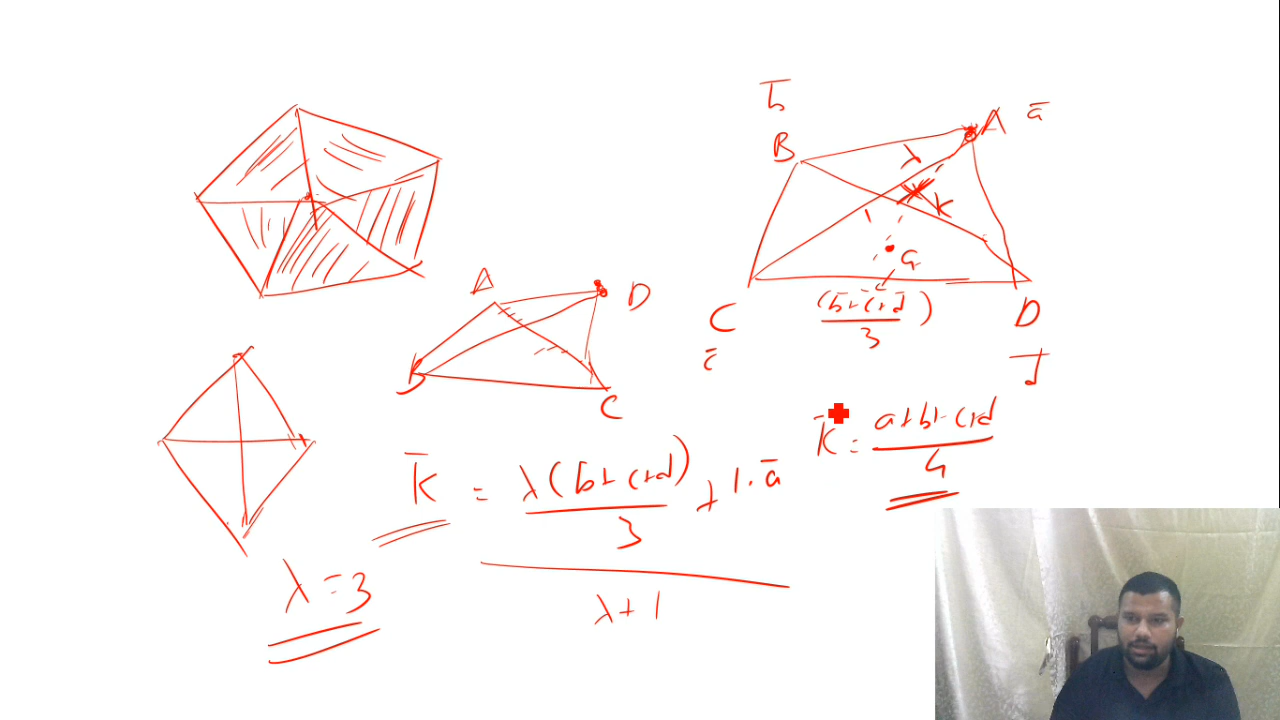 b̄
A ā
B
λ
K
1
G
A
D
B
C
C
(b̄+c̄+d̄)/3
D
c̄
d̄
K̄ = (a+b+c+d)/4
K̄ = (λ(b̄+c+d)/3 + 1·ā)/(λ+1)
λ=3